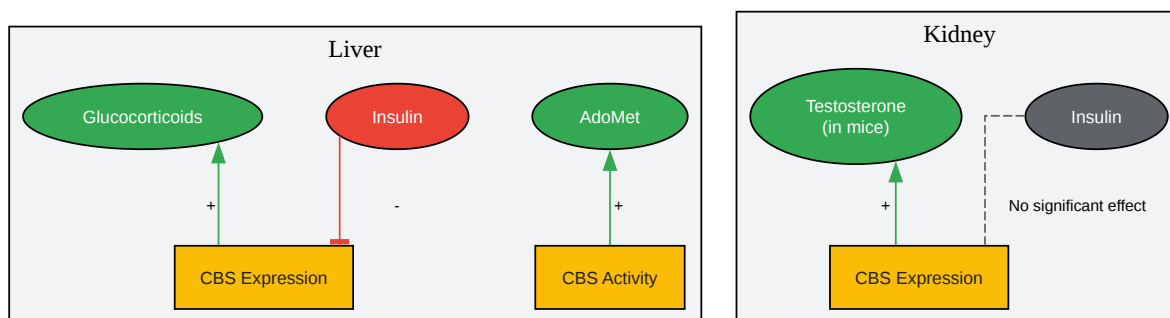 Liver
Glucocorticoids
Insulin
AdoMet
+
-
+
CBS Expression
CBS Activity
Kidney
Testosterone
(in mice)
Insulin
+
No significant effect
CBS Expression